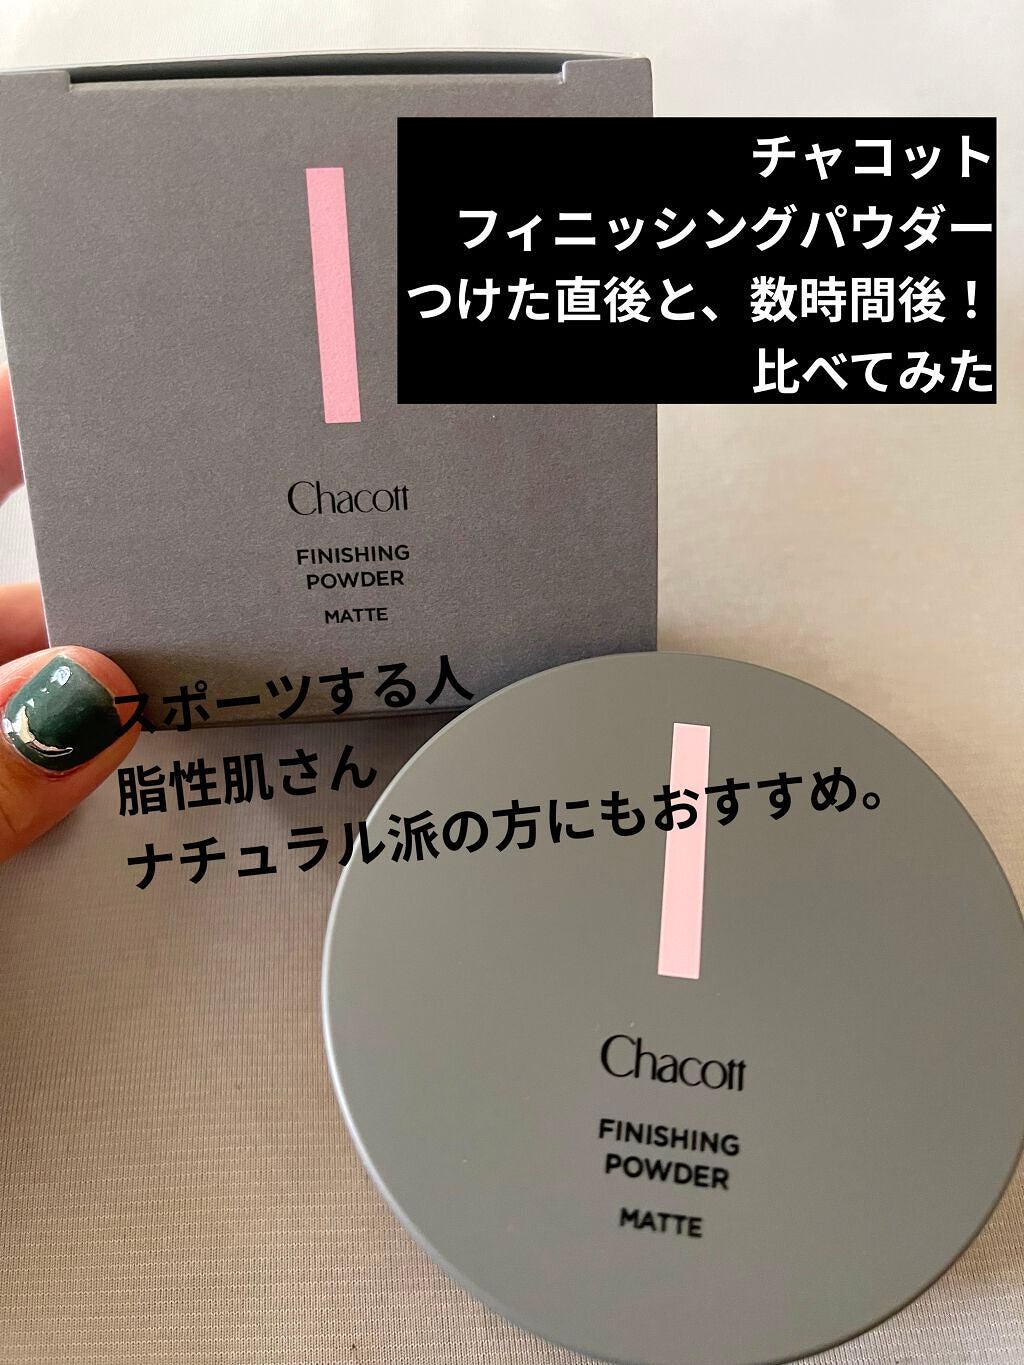 チャコット
フィニッシングパウダー
つけた直後と、数時間後！
比べてみた
Chacott
FINISHING
POWDER
MATTE
スポーツする人
脂性肌さん
ナチュラル派の方にもおすすめ。
Chacott
FINISHING
POWDER
MATTE